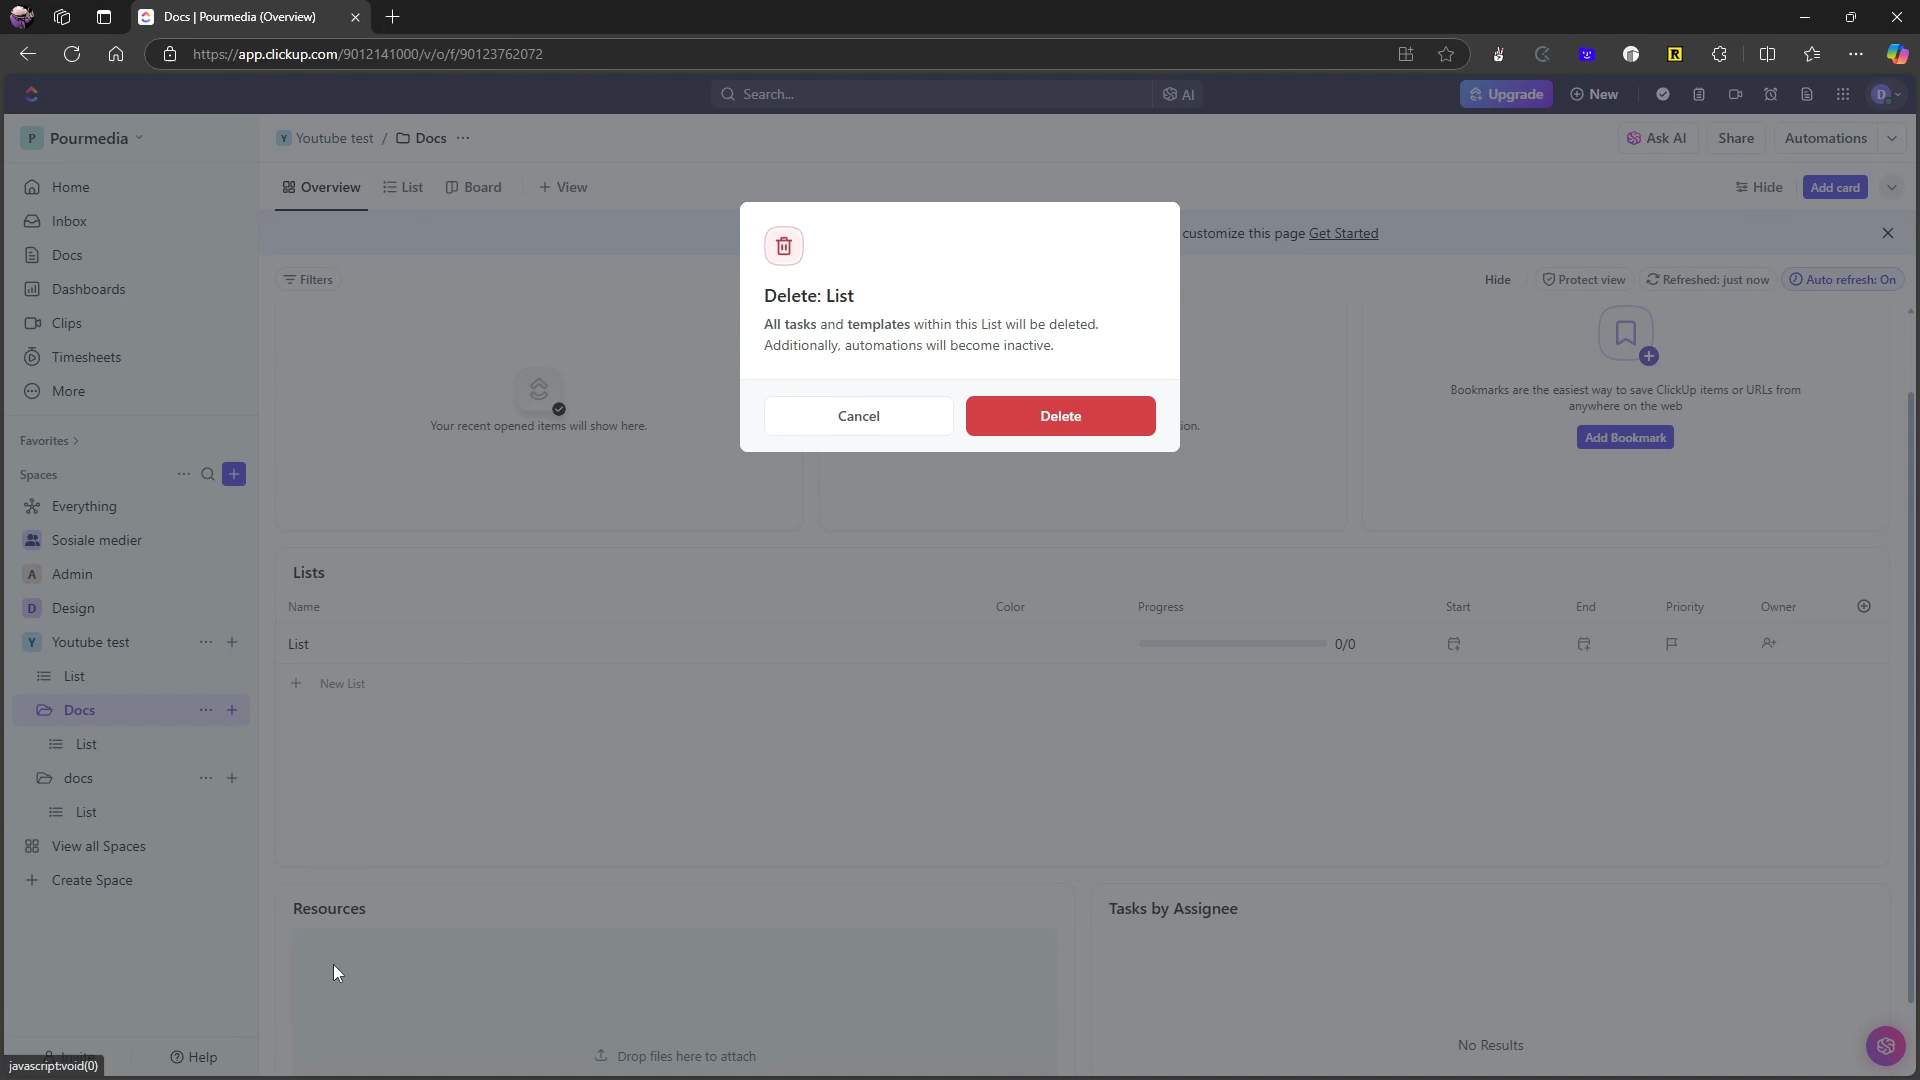 Docs | Pourmedia (Overview)
https://app.clickup.com/9012141000/v/o/f/90123762072
Search...
AI
Upgrade
New
D
P Pourmedia
Y Youtube test / Docs
Ask AI
Share
Automations
Home
Inbox
Docs
Dashboards
Clips
Timesheets
More
Favorites
Spaces
Everything
Sosiale medier
A Admin
D Design
Y Youtube test
List
Docs
List
docs
List
View all Spaces
Create Space
Help
javascript:void(0)
Overview
List
Board
+ View
Hide
Add card
customize this page Get Started
Filters
Hide
Protect view
Refreshed: just now
Auto refresh: On
Your recent opened items will show here.
ion.
Bookmarks are the easiest way to save ClickUp items or URLs from
anywhere on the web
Add Bookmark
Delete: List
All tasks and templates within this List will be deleted.
Additionally, automations will become inactive.
Cancel
Delete
Lists
Name
Color
Progress
Start
End
Priority
Owner
List
0/0
+ New List
Resources
Drop files here to attach
Tasks by Assignee
No Results